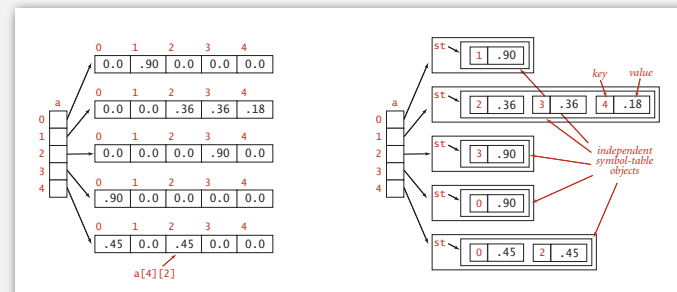 0 1 2 3 4
0.0 .90 0.0 0.0 0.0
a
0 1 2 3 4
0.0 0.0 .36 .36 .18
0
1
2
3
4
0 1 2 3 4
0.0 0.0 0.0 .90 0.0
0 1 2 3 4
.90 0.0 0.0 0.0 0.0
0 1 2 3 4
.45 0.0 .45 0.0 0.0
a[4][2]
st
1 .90
key
value
a
st
2 .36 3 .36 4 .18
0
1
2
3
4
st
3 .90
independent
symbol-table
objects
st
0 .90
st
0 .45 2 .45